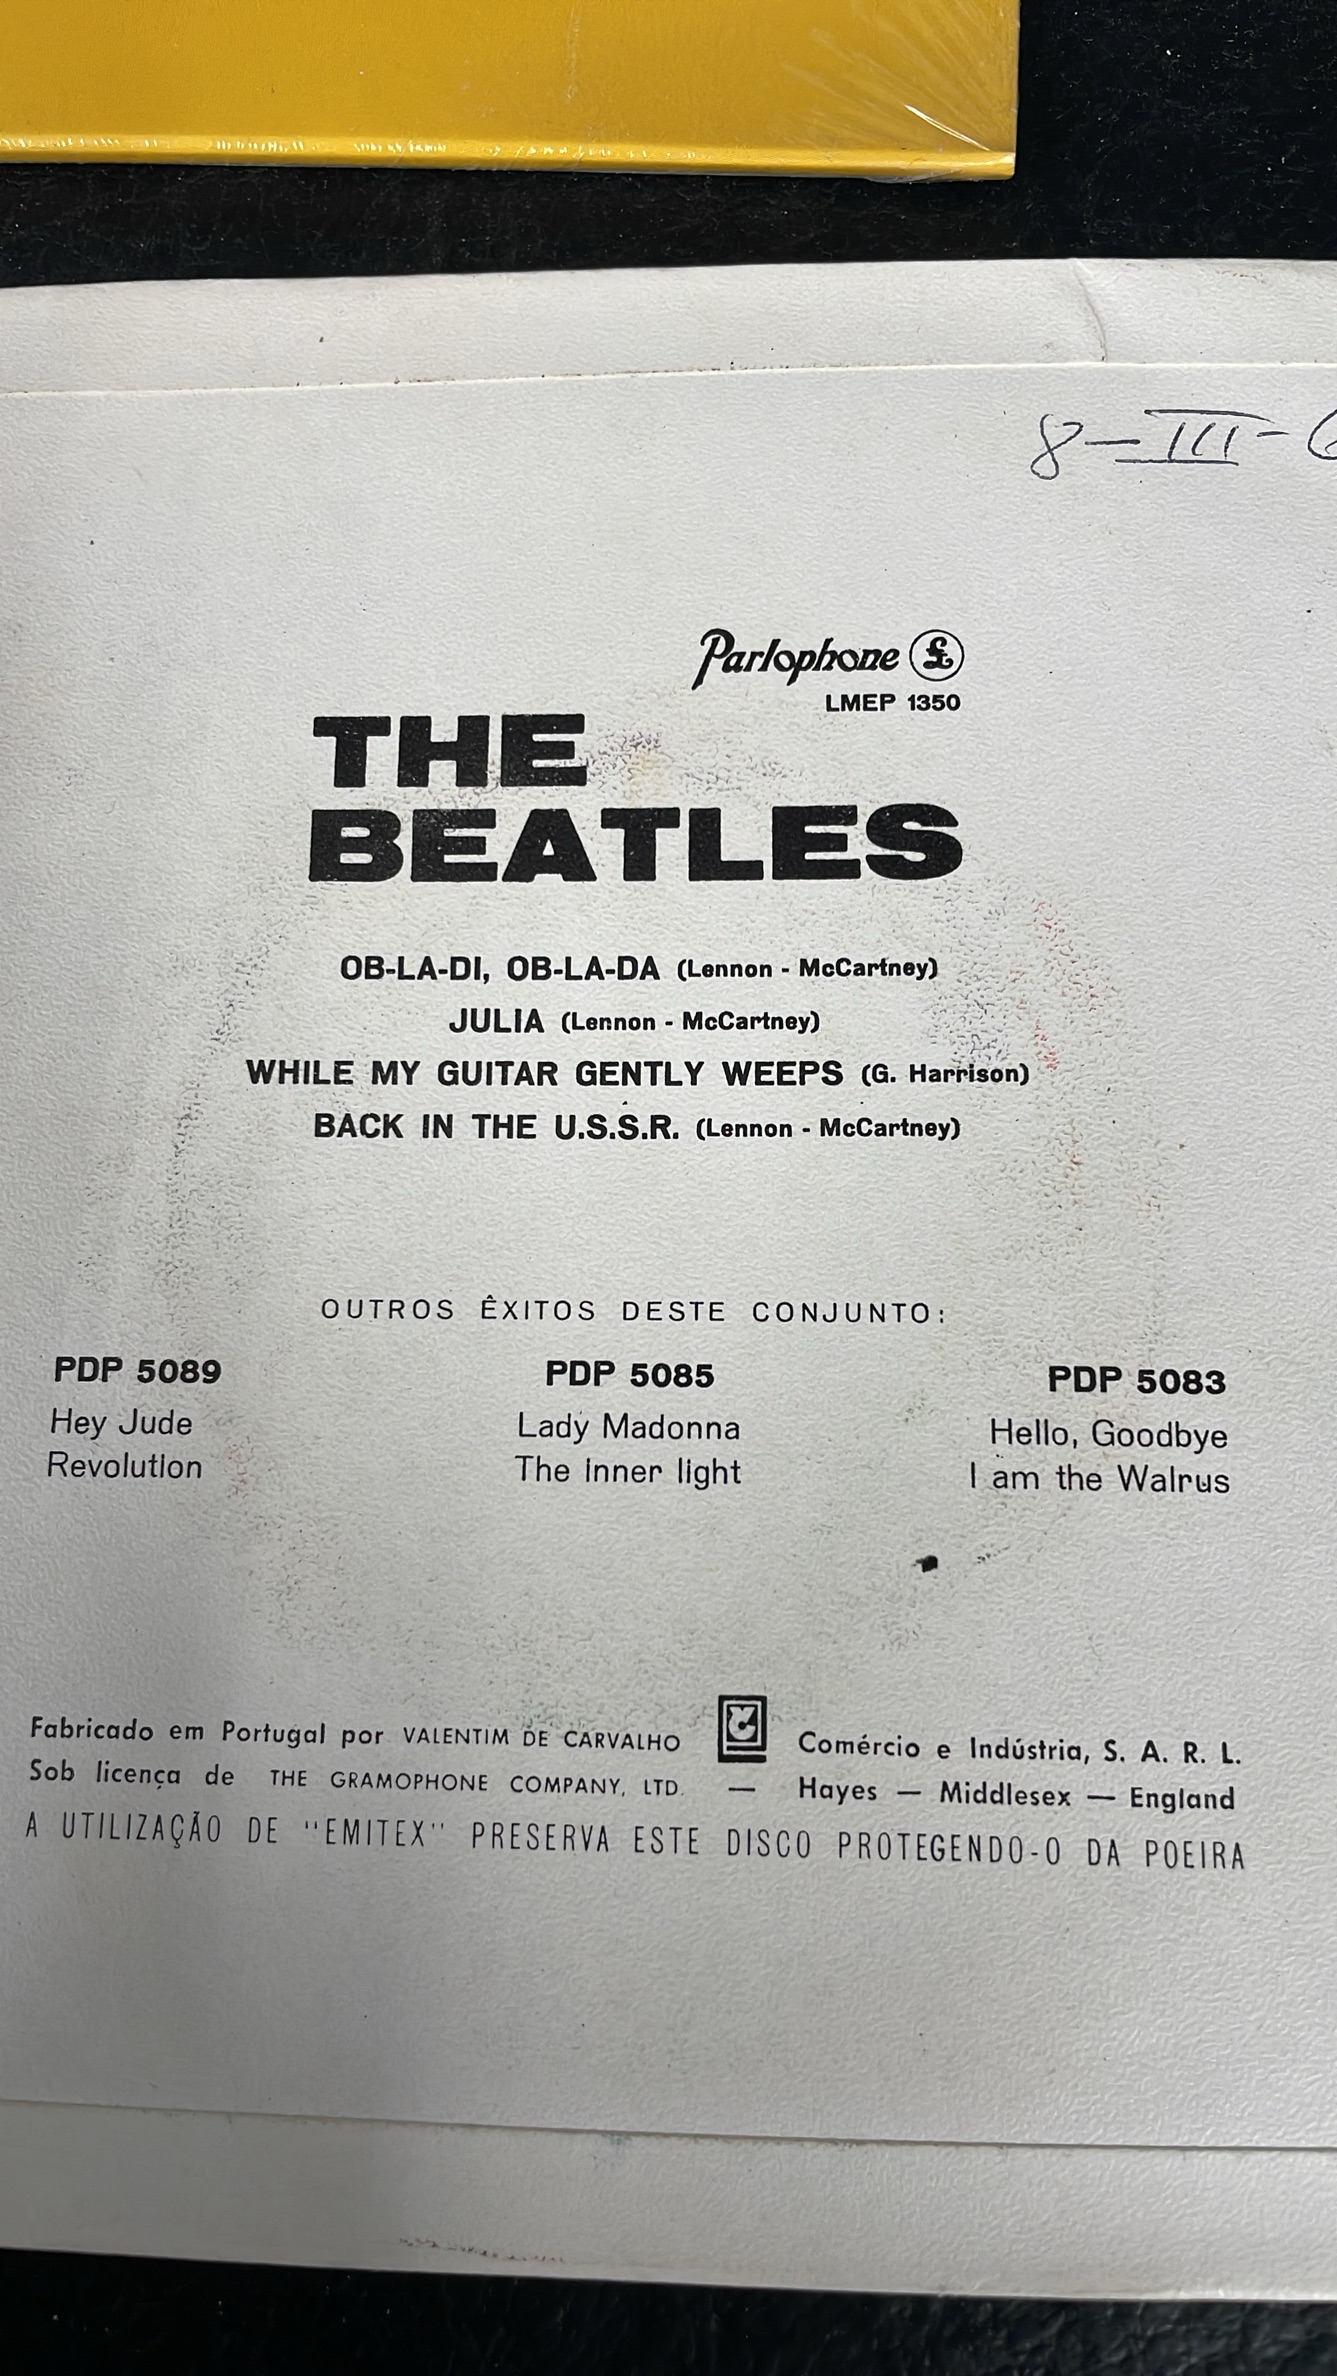 8-III-6
Parlophone £
LMEP 1350
THE
BEATLES
OB-LA-DI, OB-LA-DA (Lennon - McCartney)
JULIA (Lennon - McCartney)
WHILE MY GUITAR GENTLY WEEPS (G. Harrison)
BACK IN THE U.S.S.R. (Lennon - McCartney)
OUTROS ÊXITOS DESTE CONJUNTO:
PDP 5089 PDP 5085 PDP 5083
Hey Jude Lady Madonna Hello, Goodbye
Revolution The inner light I am the Walrus
Fabricado em Portugal por VALENTIM DE CARVALHO Comércio e Indústria, S. A. R. L.
Sob licença de THE GRAMOPHONE COMPANY, LTD. — Hayes — Middlesex — England
A UTILIZAÇÃO DE "EMITEX" PRESERVA ESTE DISCO PROTEGENDO-O DA POEIRA